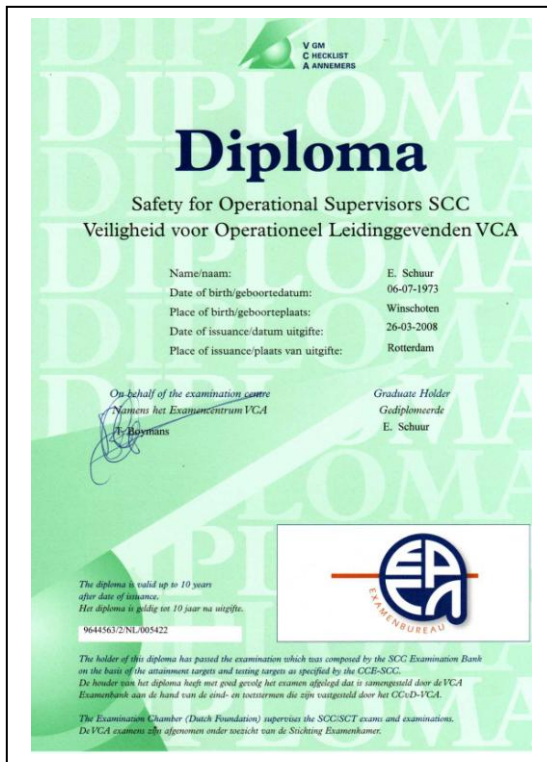 V GM
C HECKLIST
A ANNEMERS
Diploma
Safety for Operational Supervisors SCC
Veiligheid voor Operationeel Leidinggevenden VCA
Name/naam: E. Schuur
Date of birth/geboortedatum: 06-07-1973
Place of birth/geboorteplaats: Winschoten
Date of issuance/datum uitgifte: 26-03-2008
Place of issuance/plaats van uitgifte: Rotterdam
On behalf of the examination centre
Namens het Examencentrum VCA
T. Boymans
Graduate Holder
Gediplomeerde
E. Schuur
EPCA
EXAMENBUREAU
The diploma is valid up to 10 years
after date of issuance.
Het diploma is geldig tot 10 jaar na uitgifte.
9644563/2/NL/005422
The holder of this diploma has passed the examination which was composed by the SCC Examination Bank
on the basis of the attainment targets and testing targets as specified by the CCE-SCC.
De houder van het diploma heeft met goed gevolg het examen afgelegd dat is samengesteld door de VCA
Examenbank aan de hand van de eind- en toetstermen die zijn vastgesteld door het CCvD-VCA.
The Examination Chamber (Dutch Foundation) supervises the SCC/SCT exams and examinations.
De VCA examens zijn afgenomen onder toezicht van de Stichting Examenkamer.